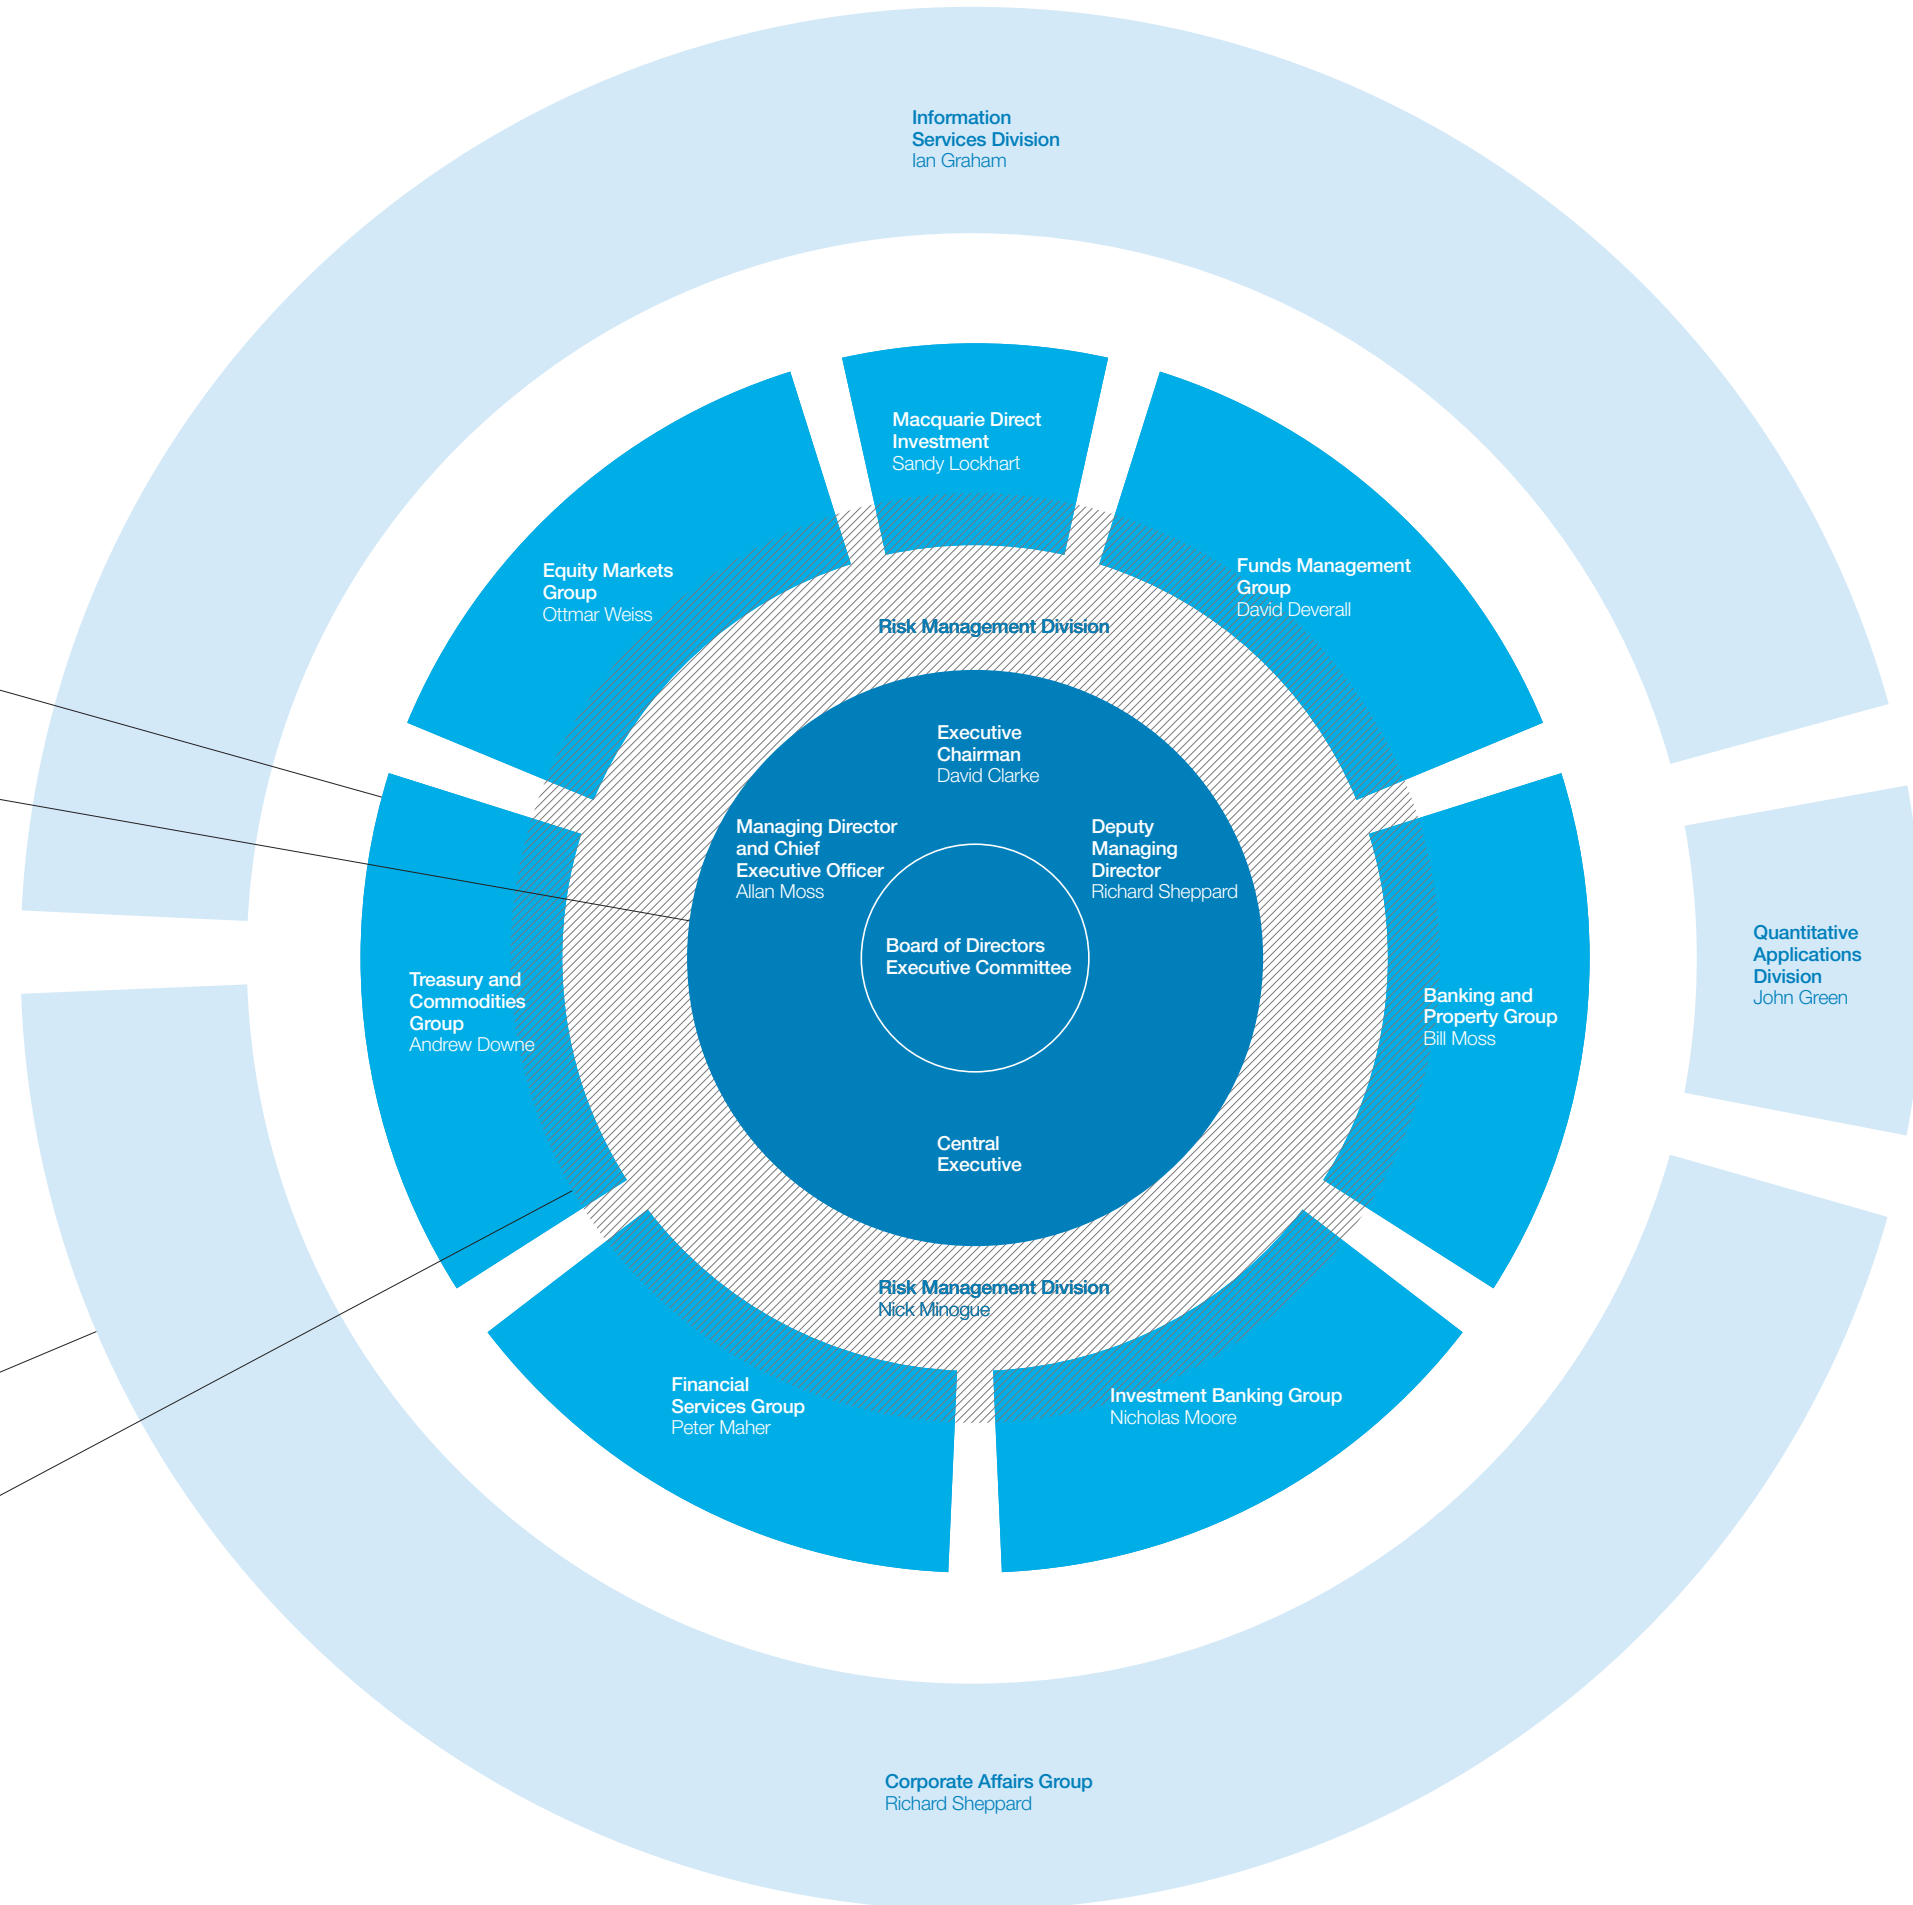 Information
Services Division
Ian Graham
Macquarie Direct
Investment
Sandy Lockhart
Equity Markets
Group
Ottmar Weiss
Funds Management
Group
David Deverall
Risk Management Division
Executive
Chairman
David Clarke
Managing Director
and Chief
Executive Officer
Allan Moss
Deputy
Managing
Director
Richard Sheppard
Board of Directors
Executive Committee
Treasury and
Commodities
Group
Andrew Downe
Banking and
Property Group
Bill Moss
Quantitative
Applications
Division
John Green
Central
Executive
Risk Management Division
Nick Minogue
Financial
Services Group
Peter Maher
Investment Banking Group
Nicholas Moore
Corporate Affairs Group
Richard Sheppard